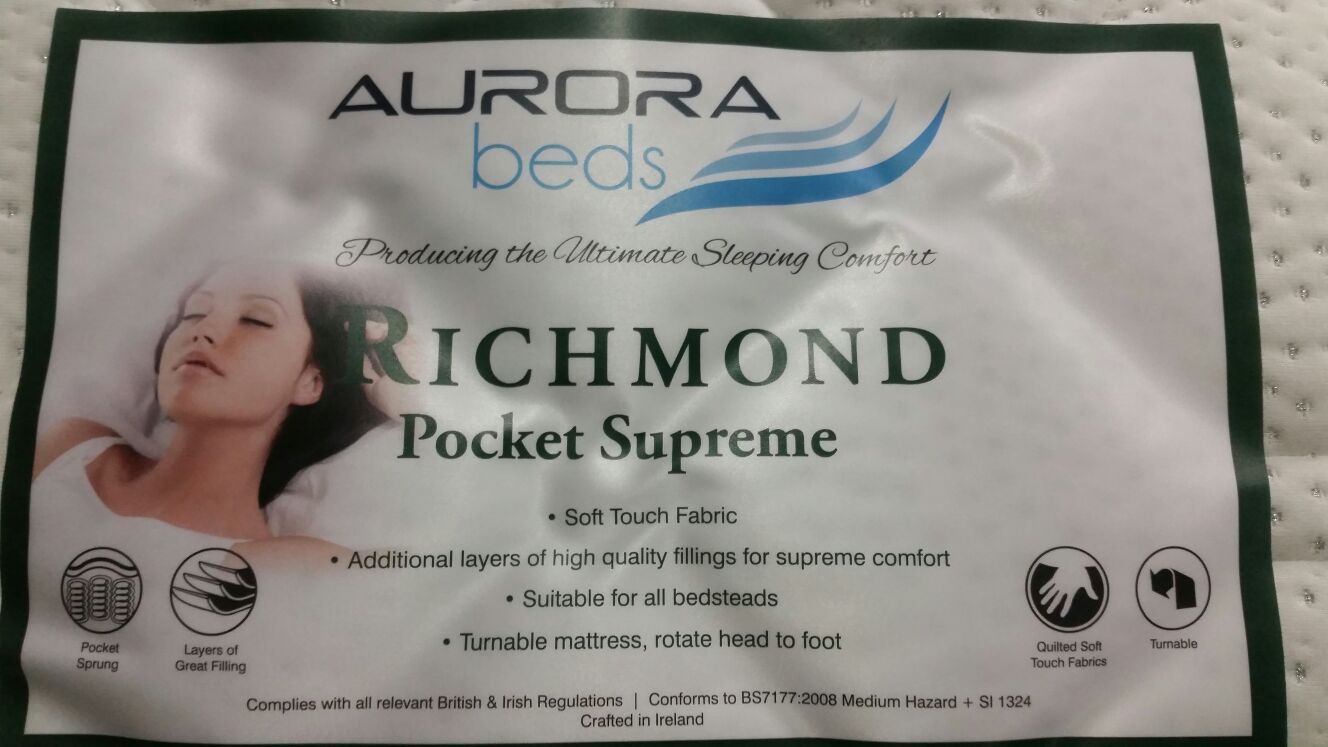 AURORA
beds
Producing the Ultimate Sleeping Comfort
RICHMOND
Pocket Supreme
• Soft Touch Fabric
• Additional layers of high quality fillings for supreme comfort
• Suitable for all bedsteads
• Turnable mattress, rotate head to foot
Pocket
Sprung
Layers of
Great Filling
Quilted Soft
Touch Fabrics
Turnable
Complies with all relevant British & Irish Regulations | Conforms to BS7177:2008 Medium Hazard + SI 1324
Crafted in Ireland